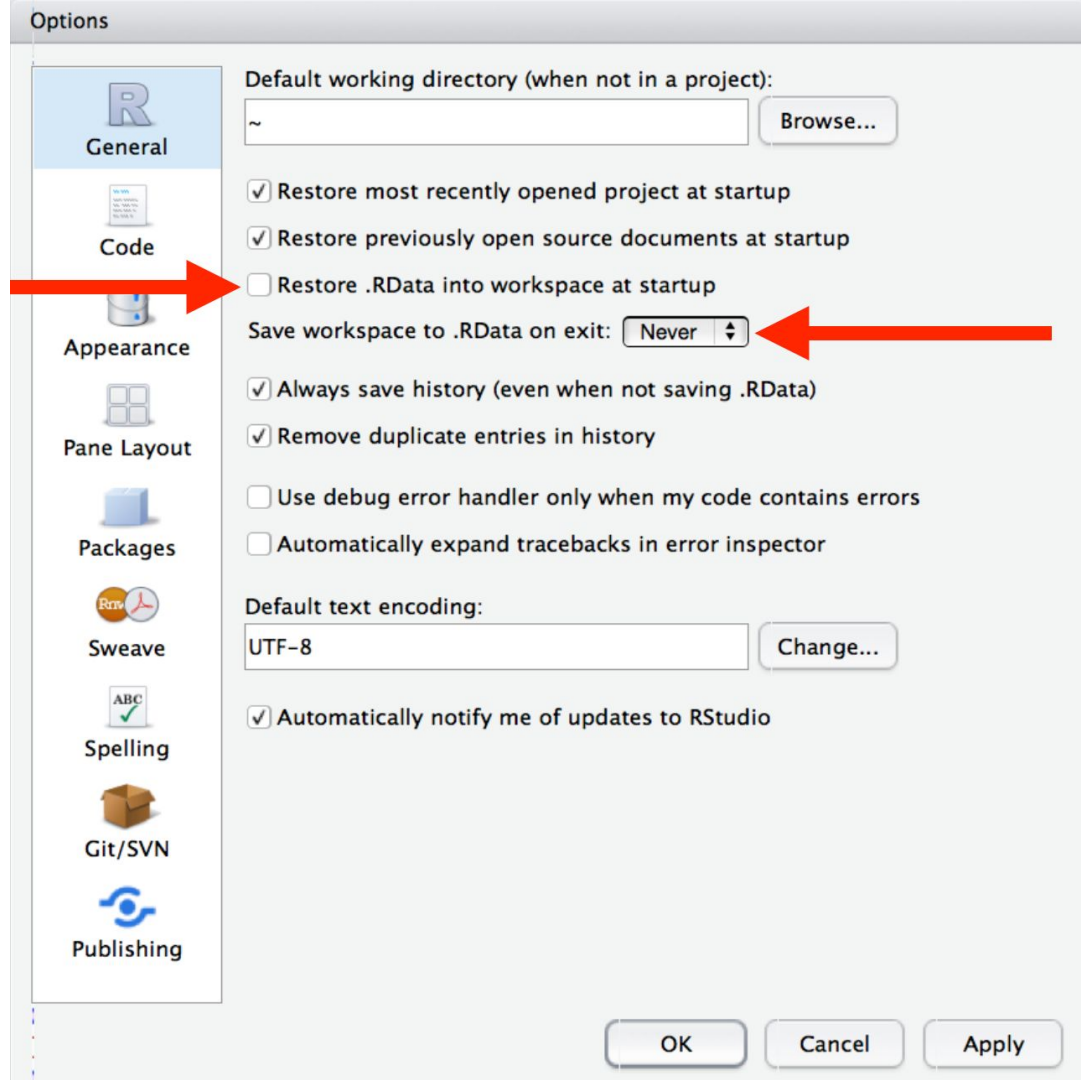 Options
General
Code
Appearance
Pane Layout
Packages
Sweave
Spelling
Git/SVN
Publishing
R
Rnw
ABC
Default working directory (when not in a project):
~
Browse...
Restore most recently opened project at startup
Restore previously open source documents at startup
Restore .RData into workspace at startup
Save workspace to .RData on exit: Never
Always save history (even when not saving .RData)
Remove duplicate entries in history
Use debug error handler only when my code contains errors
Automatically expand tracebacks in error inspector
Default text encoding:
UTF-8
Change...
Automatically notify me of updates to RStudio
OK
Cancel
Apply